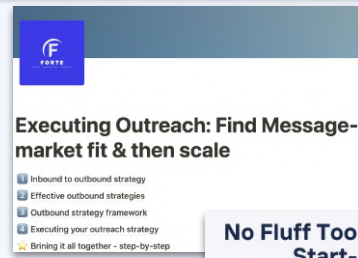 F
FORTE
Executing Outreach: Find Message-
market fit & then scale
1 Inbound to outbound strategy
2 Effective outbound strategies
3 Outbound strategy framework
4 Executing your outreach strategy
Brining it all together - step-by-step
No Fluff Too
Start-